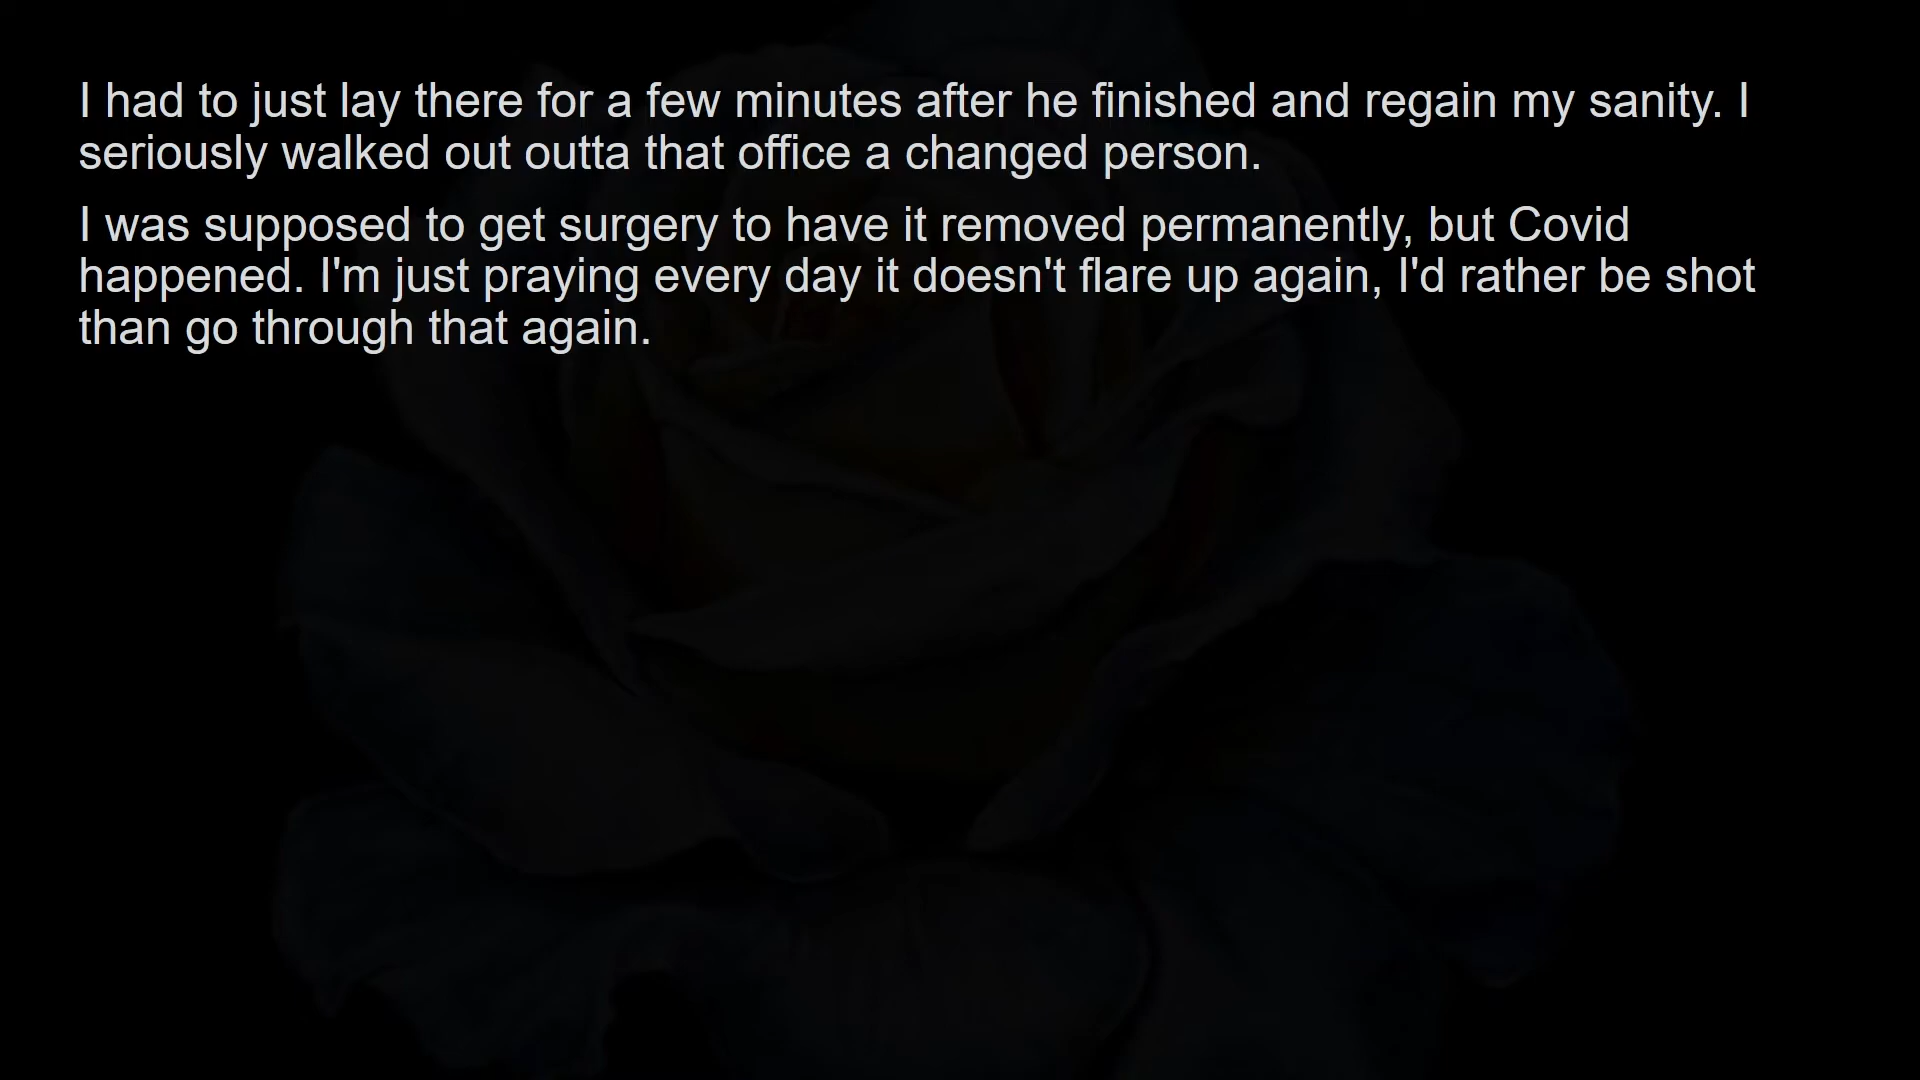 I had to just lay there for a few minutes after he finished and regain my sanity. I
seriously walked out outta that office a changed person.
I was supposed to get surgery to have it removed permanently, but Covid
happened. I'm just praying every day it doesn't flare up again, I'd rather be shot
than go through that again.